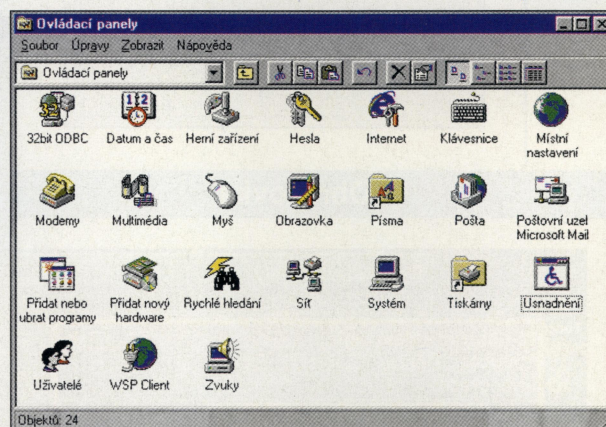 Ovládací panely
Soubor Úpravy Zobrazit Nápověda
Ovládací panely
32bit ODBC Datum a čas Herní zařízení Hesla Internet Klávesnice Místní
nastavení
Modemy Multimédia Myš Obrazovka Písma Pošta Poštovní uzel
Microsoft Mail
Přidat nebo Přidat nový Rychlé hledání Síť Systém Tiskárny Usnadnění
ubrat programy hardware
Uživatelé WSP Client Zvuky
Objektů: 24